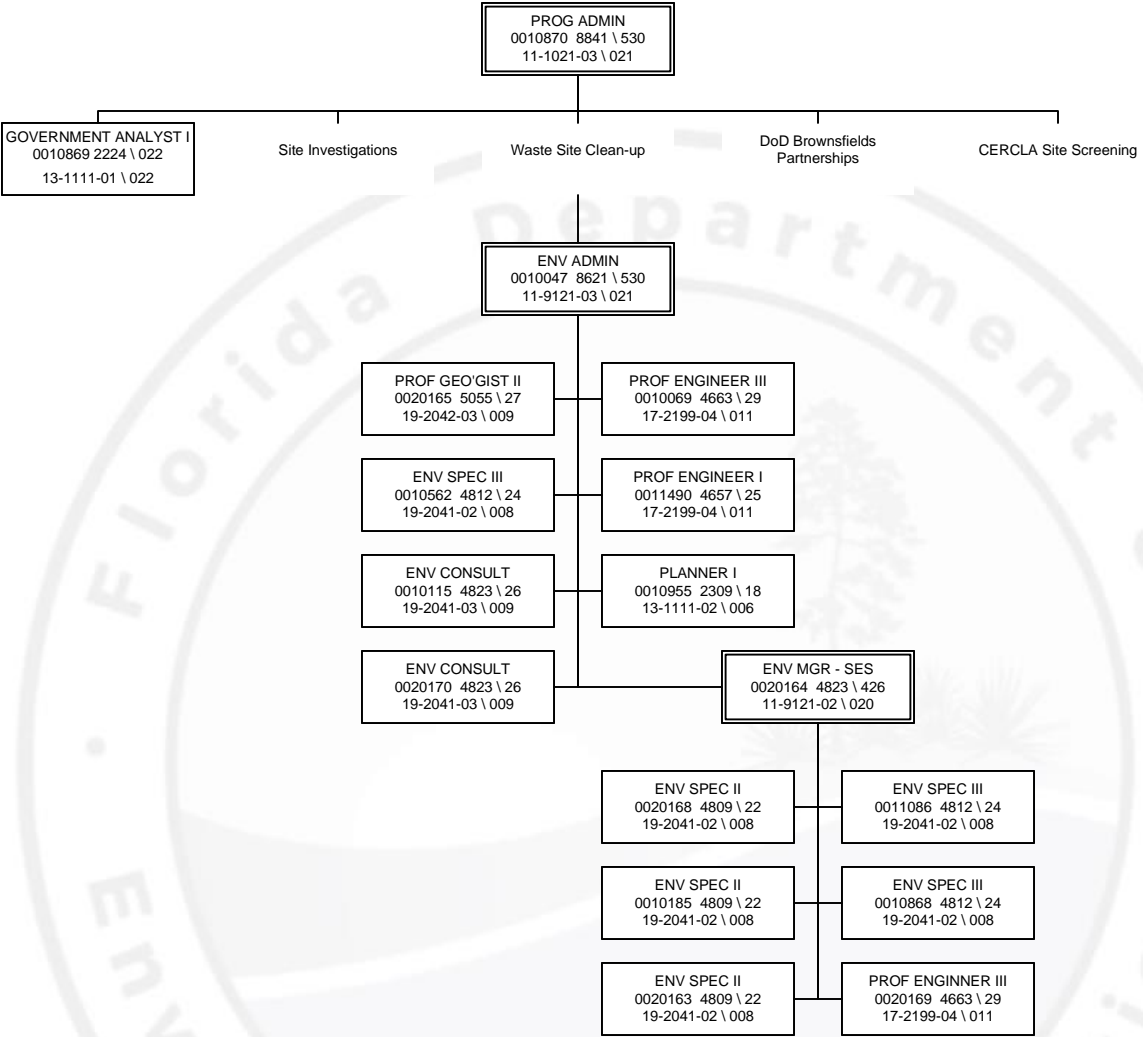 PROG ADMIN
0010870 8841 \ 530
11-1021-03 \ 021
GOVERNMENT ANALYST I
0010869 2224 \ 022
13-1111-01 \ 022
Site Investigations
Waste Site Clean-up
DoD Brownsfields
Partnerships
CERCLA Site Screening
ENV ADMIN
0010047 8621 \ 530
11-9121-03 \ 021
PROF GEO'GIST II
0020165 5055 \ 27
19-2042-03 \ 009
PROF ENGINEER III
0010069 4663 \ 29
17-2199-04 \ 011
ENV SPEC III
0010562 4812 \ 24
19-2041-02 \ 008
PROF ENGINEER I
0011490 4657 \ 25
17-2199-04 \ 011
ENV CONSULT
0010115 4823 \ 26
19-2041-03 \ 009
PLANNER I
0010955 2309 \ 18
13-1111-02 \ 006
ENV CONSULT
0020170 4823 \ 26
19-2041-03 \ 009
ENV MGR - SES
0020164 4823 \ 426
11-9121-02 \ 020
ENV SPEC II
0020168 4809 \ 22
19-2041-02 \ 008
ENV SPEC III
0011086 4812 \ 24
19-2041-02 \ 008
ENV SPEC II
0010185 4809 \ 22
19-2041-02 \ 008
ENV SPEC III
0010868 4812 \ 24
19-2041-02 \ 008
ENV SPEC II
0020163 4809 \ 22
19-2041-02 \ 008
PROF ENGINNER III
0020169 4663 \ 29
17-2199-04 \ 011
Florida Department
Env